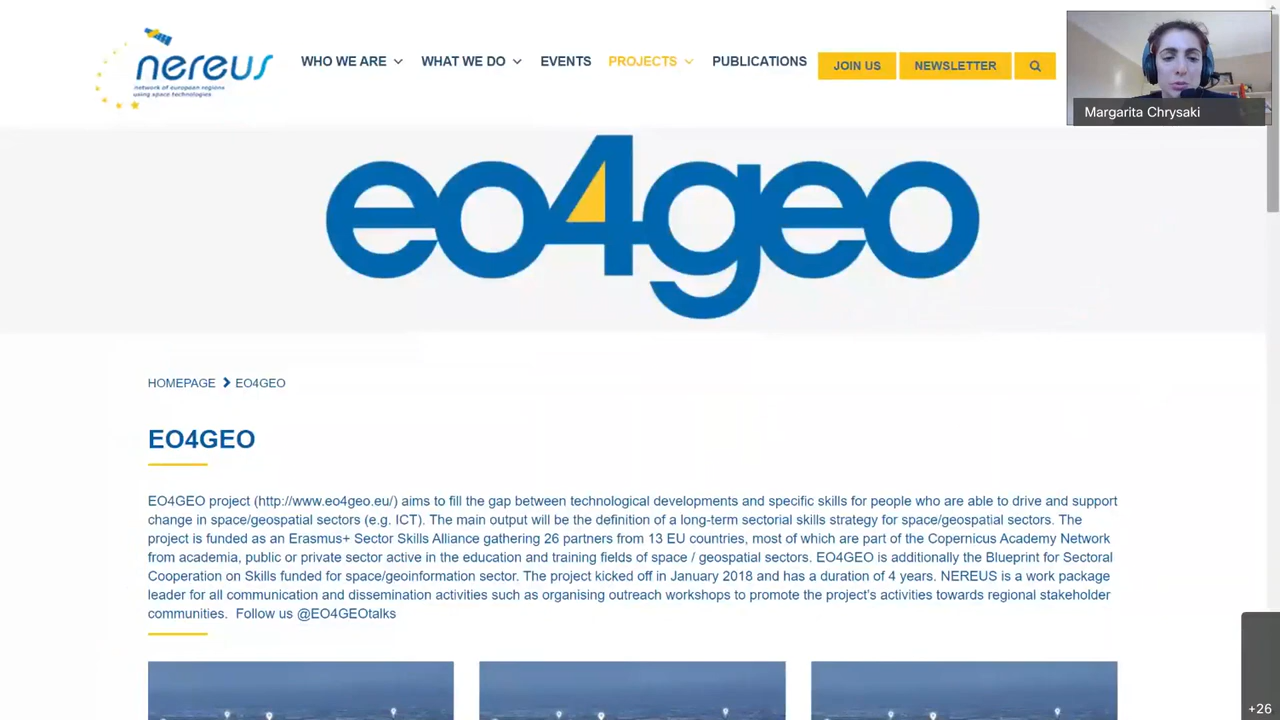 nereus
network of european regions
using space technologies
WHO WE ARE
WHAT WE DO
EVENTS
PROJECTS
PUBLICATIONS
JOIN US
NEWSLETTER
Margarita Chrysaki
eo4geo
HOMEPAGE EO4GEO
EO4GEO
EO4GEO project (http://www.eo4geo.eu/) aims to fill the gap between technological developments and specific skills for people who are able to drive and support
change in space/geospatial sectors (e.g. ICT). The main output will be the definition of a long-term sectorial skills strategy for space/geospatial sectors. The
project is funded as an Erasmus+ Sector Skills Alliance gathering 26 partners from 13 EU countries, most of which are part of the Copernicus Academy Network
from academia, public or private sector active in the education and training fields of space / geospatial sectors. EO4GEO is additionally the Blueprint for Sectoral
Cooperation on Skills funded for space/geoinformation sector. The project kicked off in January 2018 and has a duration of 4 years. NEREUS is a work package
leader for all communication and dissemination activities such as organising outreach workshops to promote the project's activities towards regional stakeholder
communities. Follow us @EO4GEOtalks
+26